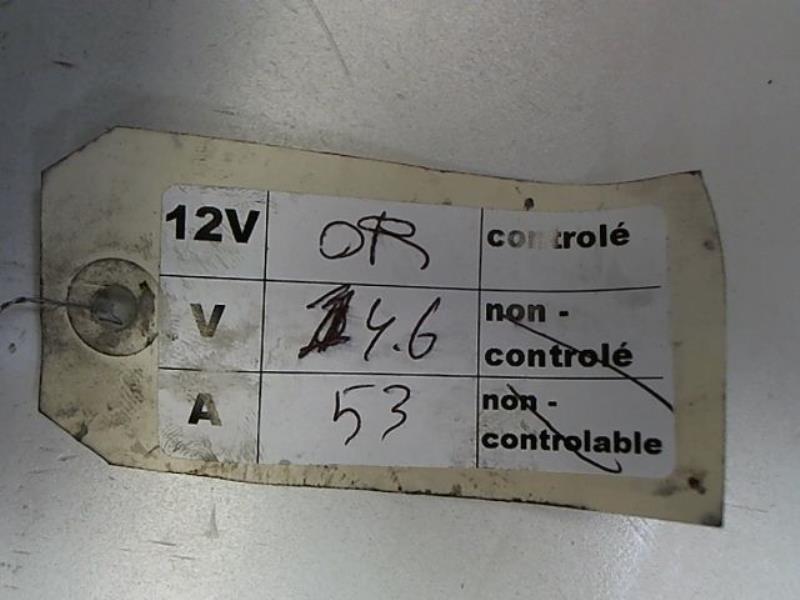 12V OR controlé
V 14.6 non -
controlé
A 53 non -
controlable